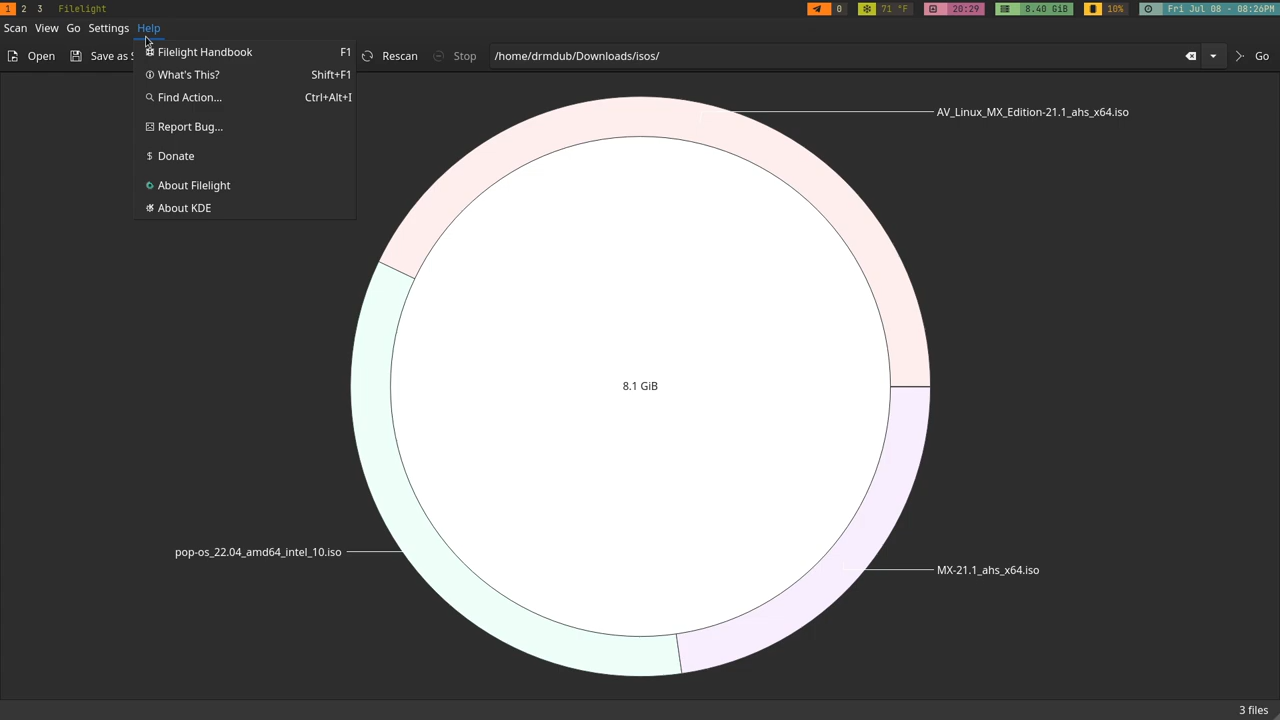 1 2 3 Filelight 0 71 °F 20:29 8.40 GiB 10% Fri Jul 08 - 08:26PM
Scan View Go Settings Help
Open Save as S Rescan Stop /home/drmdub/Downloads/isos/ Go
Filelight Handbook F1
What's This? Shift+F1
Find Action... Ctrl+Alt+I
Report Bug...
Donate
About Filelight
About KDE
AV_Linux_MX_Edition-21.1_ahs_x64.iso
8.1 GiB
pop-os_22.04_amd64_intel_10.iso
MX-21.1_ahs_x64.iso
3 files